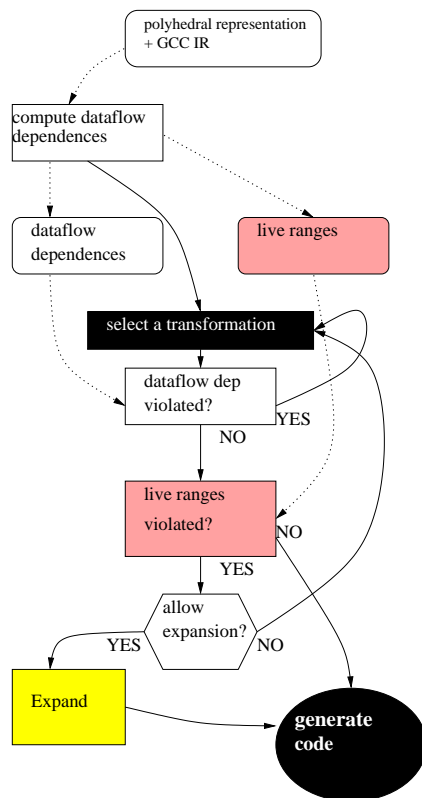 polyhedral representation
+ GCC IR
compute dataflow
dependences
dataflow
dependences
live ranges
select a transformation
dataflow dep
violated?
YES
NO
live ranges
violated?
NO
YES
allow
expansion?
YES
NO
Expand
generate
code